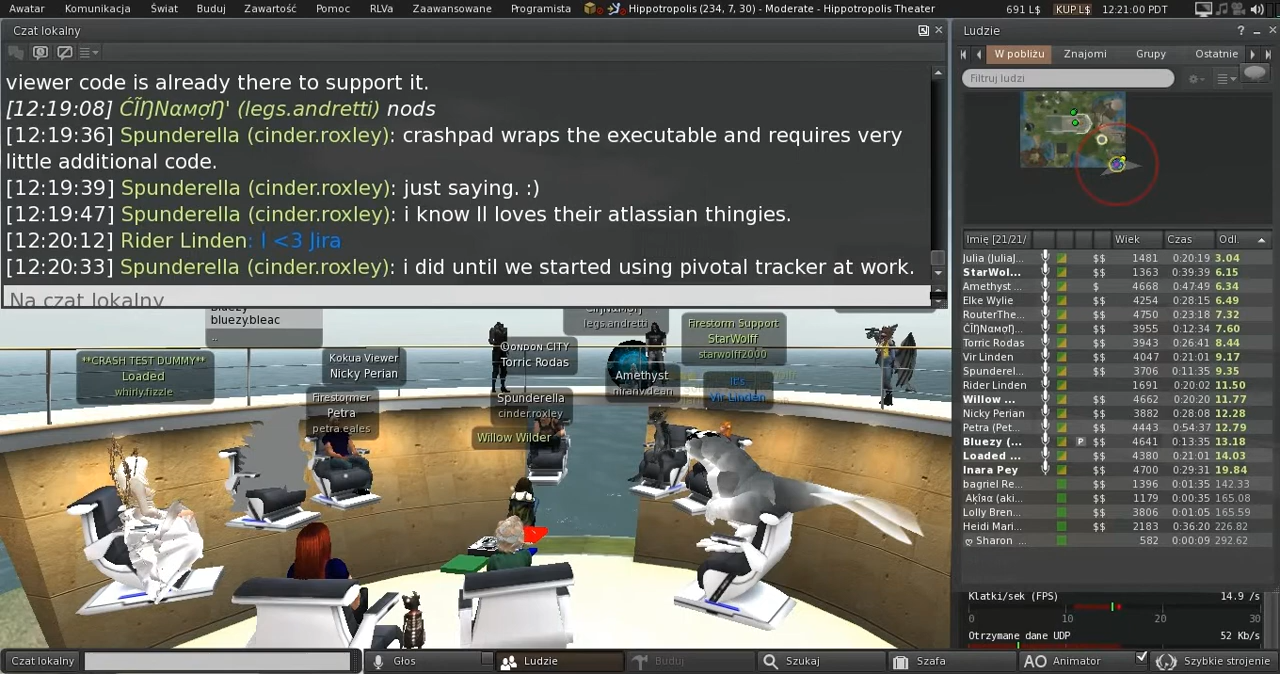 Awatar Komunikacja Świat Buduj Zawartość Pomoc RLVa Zaawansowane Programista Hippotropolis (234, 7, 30) - Moderate - Hippotropolis Theater 691 L$ KUP L$ 12:21:00 PDT
Czat lokalny
viewer code is already there to support it.
(legs.andretti) nods
[12:19:36] Spunderella (cinder.roxley): crashpad wraps the executable and requires very
little additional code.
[12:19:39] Spunderella (cinder.roxley): just saying. :)
[12:19:47] Spunderella (cinder.roxley): i know ll loves their atlassian thingies.
[12:20:12] Rider Linden: I <3 Jira
[12:20:33] Spunderella (cinder.roxley): i did until we started using pivotal tracker at work.
Na czat lokalny
Bluezy
bluezy.bleac
..
**CRASH TEST DUMMY**
Loaded
whirly.fizzle
Kokua Viewer
Nicky Perian
Firestormer
Petra
petra.eales
©ᴏɴᴅᴏɴ CITY
Torric Rodas
legs.andretti
Firestorm Support
StarWolff
starwolff2000
Amethyst
It's
Vir Linden
Spunderella
cinder.roxley
Willow Wilder
Ludzie
? _ ×
W pobliżu Znajomi Grupy Ostatnie
Filtruj ludzi
Imię [21/21/ Wiek Czas Odl.
Julia (JuliaJ... $$ 1481 0:20:19 3.04
StarWol... $$ 1363 0:39:39 6.15
Amethyst ... $ 4668 0:47:49 6.34
Elke Wylie $$ 4254 0:28:15 6.49
RouterThe... $$ 4750 0:23:18 7.32
$$ 3955 0:12:34 7.60
Torric Rodas $$ 3943 0:26:41 8.44
Vir Linden $$ 4047 0:21:01 9.17
Spunderel... $$ 3706 0:11:35 9.35
Rider Linden $$ 1691 0:20:02 11.50
Willow ... $$ 4662 0:20:20 11.77
Nicky Perian $$ 3882 0:28:08 12.28
Petra (Pet... $$ 4443 0:54:37 12.79
Bluezy (... P $$ 4641 0:13:35 13.18
Loaded ... $$ 4380 0:21:01 14.03
Inara Pey $$ 4700 0:29:31 19.84
bagriel Re... $$ 1396 0:01:35 142.33
$$ 1179 0:00:35 165.08
Lolly Bren... $$ 3806 0:01:05 165.59
Heidi Mari... $$ 2183 0:36:20 226.82
Sharon ... 582 0:00:09 292.62
Klatki/sek (FPS) 14.9 /s
0 10 20 30
Otrzymane dane UDP 52 Kb/s
Czat lokalny Głos Ludzie Buduj Szukaj Szafa AO Animator Szybkie strojenie